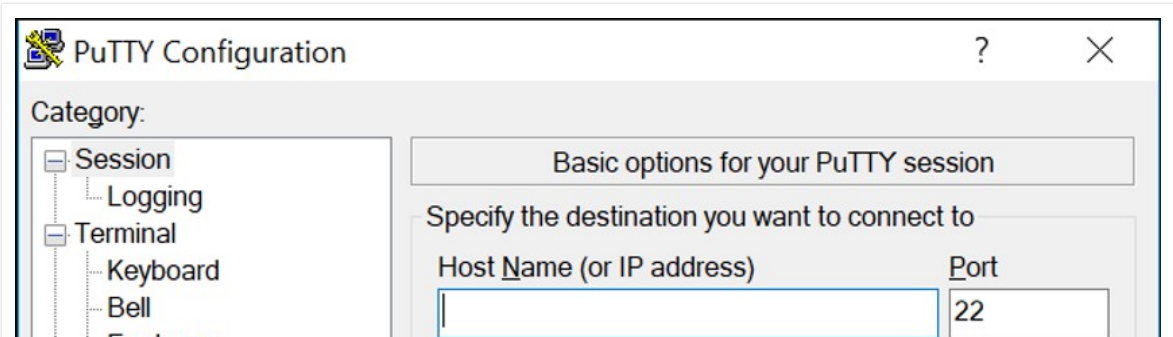 PuTTY Configuration ? ×
Category:
Session
Logging
Terminal
Keyboard
Bell
Basic options for your PuTTY session
Specify the destination you want to connect to
Host Name (or IP address) Port
22